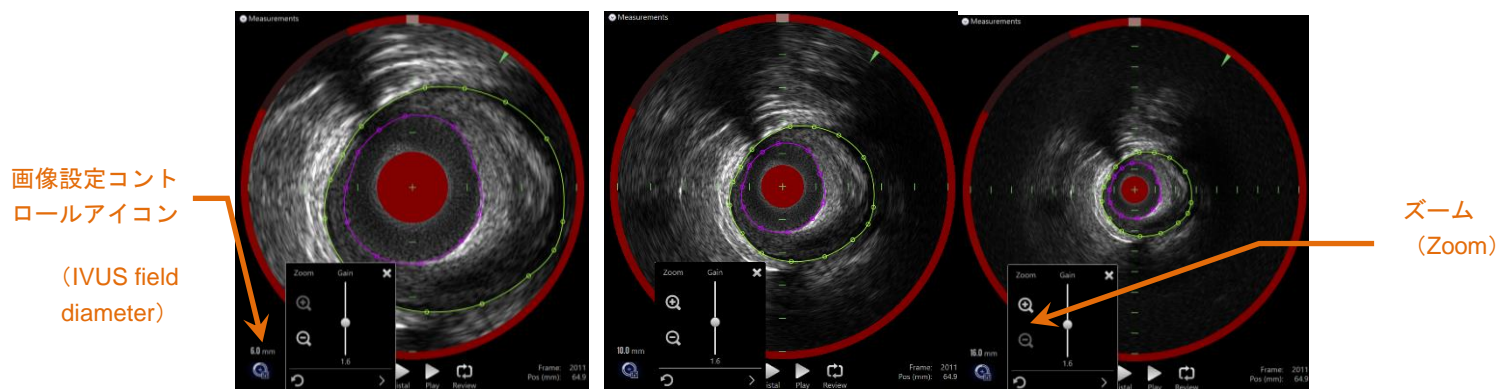 画像設定コント
ロールアイコン
（IVUS field
diameter）
Measurements
Zoom Gain
1.6
6.0 mm
Play Review
Frame: 2011
Pos (mm): 64.9
Measurements
Zoom Gain
1.6
10.0 mm
istal Play Review
Frame: 2011
Pos (mm): 64.9
Measurements
Zoom Gain
1.6
16.0 mm
istal Play Review
Frame: 2011
Pos (mm): 64.9
ズーム
（Zoom）